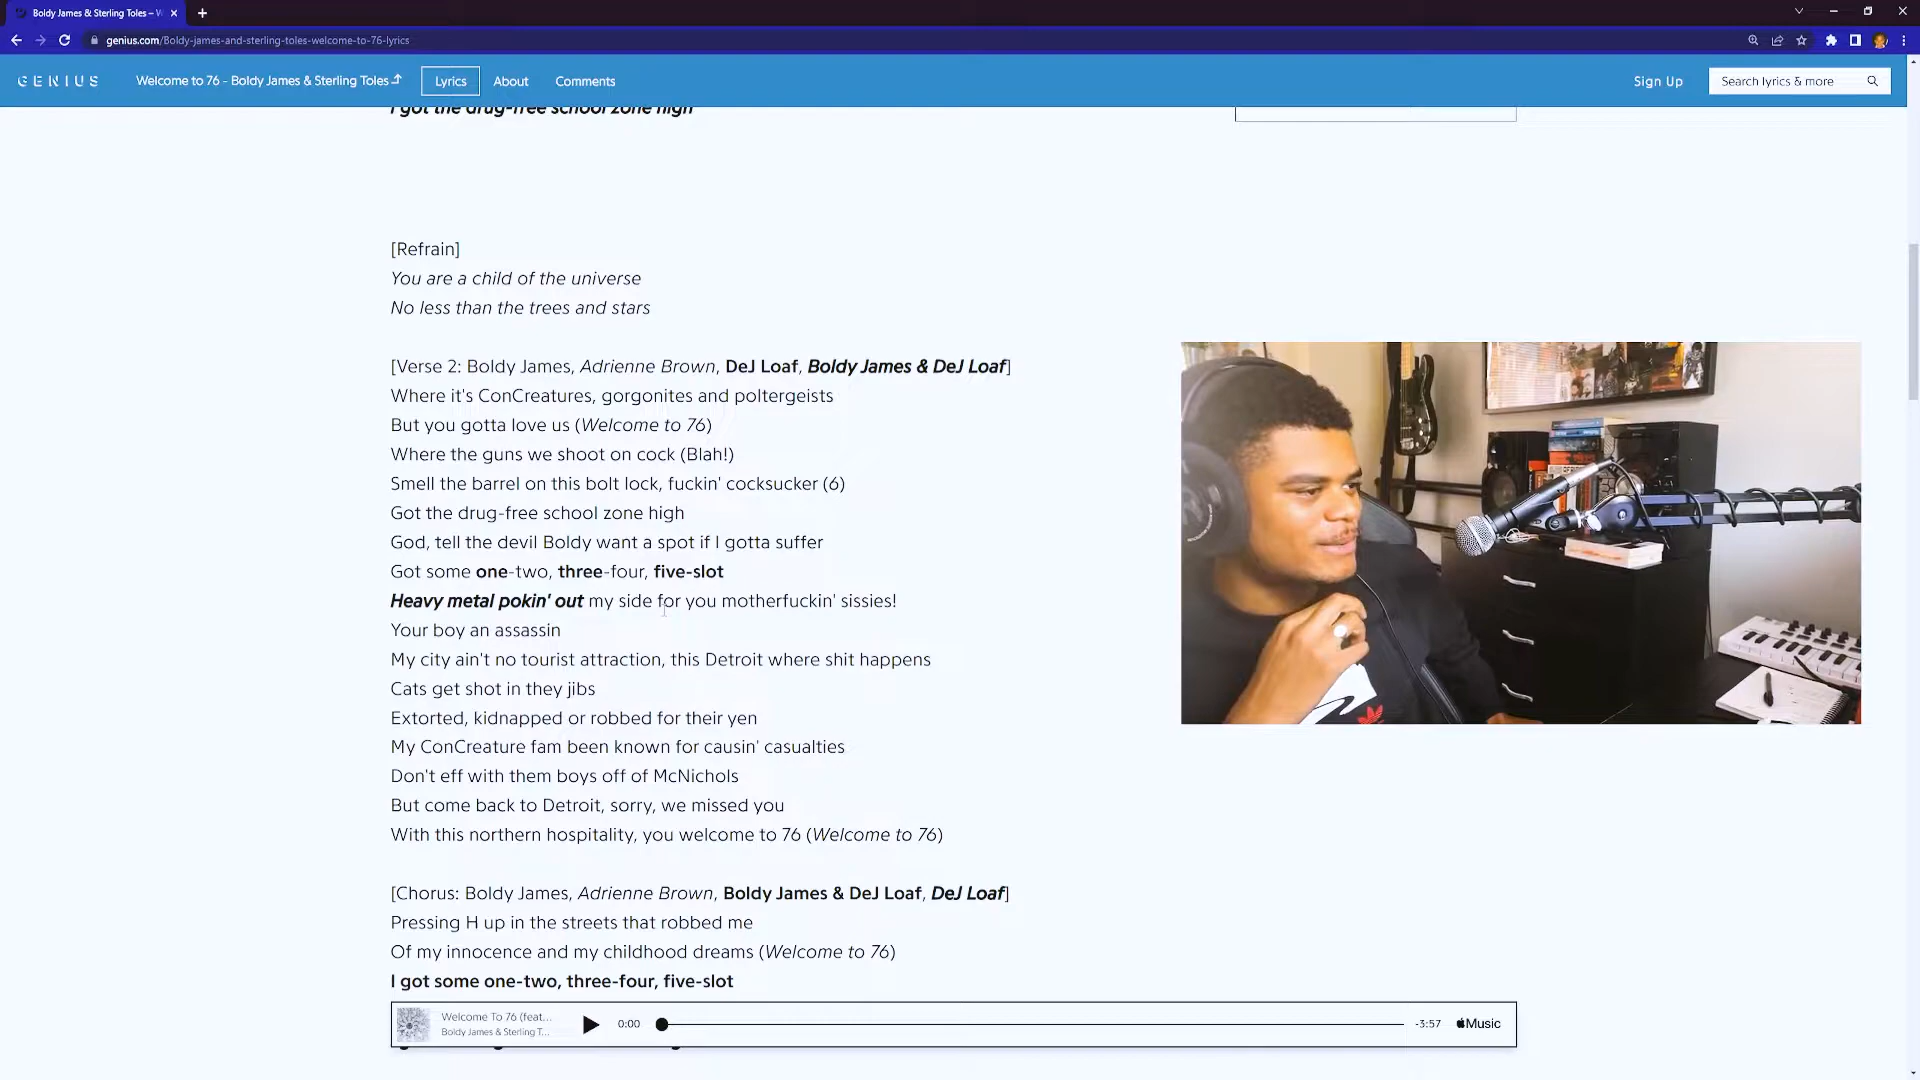 Boldy James & Sterling Toles – W
genius.com/Boldy-james-and-sterling-toles-welcome-to-76-lyrics
GENIUS
Welcome to 76 - Boldy James & Sterling Toles
Lyrics
About
Comments
Sign Up
Search lyrics & more
I got the drug-free school zone high
[Refrain]
You are a child of the universe
No less than the trees and stars
[Verse 2: Boldy James, Adrienne Brown, DeJ Loaf, Boldy James & DeJ Loaf]
Where it's ConCreatures, gorgonites and poltergeists
But you gotta love us (Welcome to 76)
Where the guns we shoot on cock (Blah!)
Smell the barrel on this bolt lock, fuckin' cocksucker (6)
Got the drug-free school zone high
God, tell the devil Boldy want a spot if I gotta suffer
Got some one-two, three-four, five-slot
Heavy metal pokin' out my side for you motherfuckin' sissies!
Your boy an assassin
My city ain't no tourist attraction, this Detroit where shit happens
Cats get shot in they jibs
Extorted, kidnapped or robbed for their yen
My ConCreature fam been known for causin' casualties
Don't eff with them boys off of McNichols
But come back to Detroit, sorry, we missed you
With this northern hospitality, you welcome to 76 (Welcome to 76)
[Chorus: Boldy James, Adrienne Brown, Boldy James & DeJ Loaf, DeJ Loaf]
Pressing H up in the streets that robbed me
Of my innocence and my childhood dreams (Welcome to 76)
I got some one-two, three-four, five-slot
Welcome To 76 (feat...
Boldy James & Sterling T...
0:00
-3:57
Music